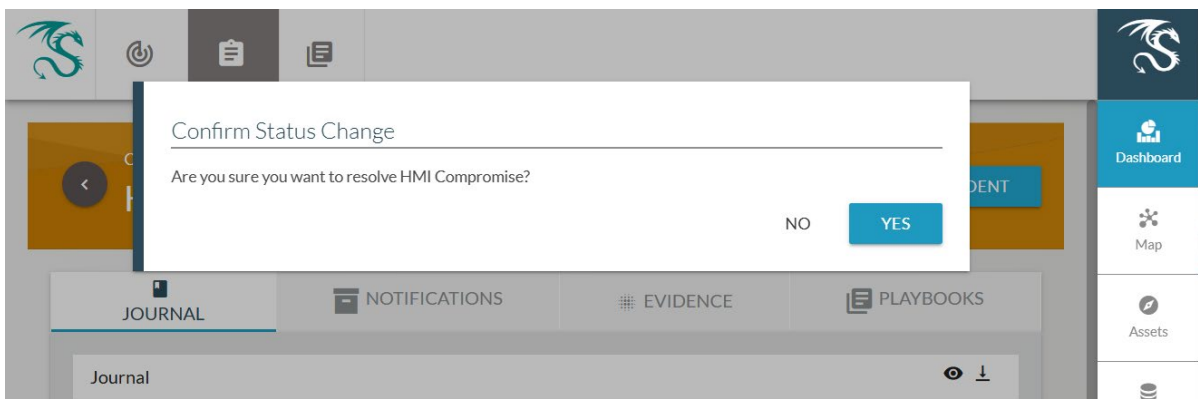 Confirm Status Change
Are you sure you want to resolve HMI Compromise?
NO
YES
DENT
JOURNAL
NOTIFICATIONS
EVIDENCE
PLAYBOOKS
Journal
Dashboard
Map
Assets